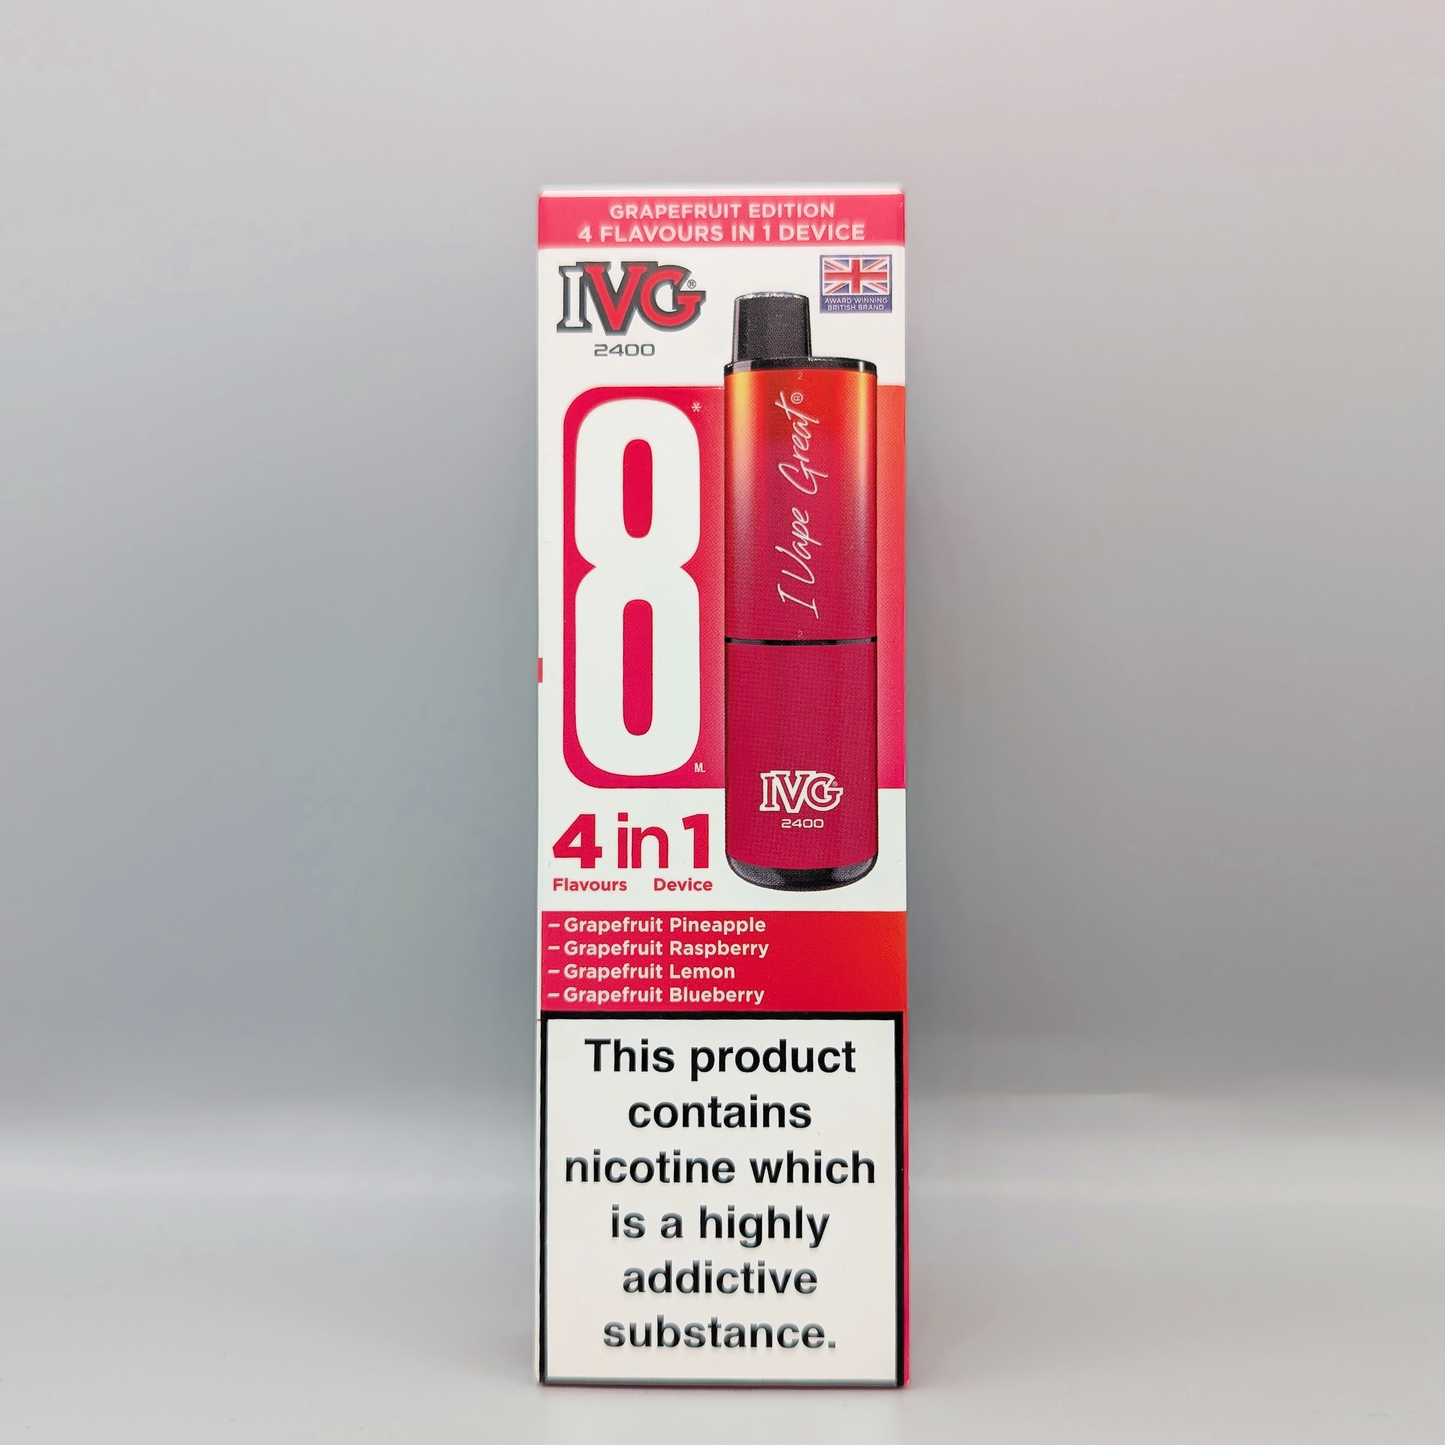 GRAPEFRUIT EDITION
4 FLAVOURS IN 1 DEVICE
IVG®
2400
AWARD WINNING
BRITISH BRAND
8*
M.
2
I Vape Great®
2
IVG®
2400
4 in 1
Flavours Device
– Grapefruit Pineapple
– Grapefruit Raspberry
– Grapefruit Lemon
– Grapefruit Blueberry
This product
contains
nicotine which
is a highly
addictive
substance.